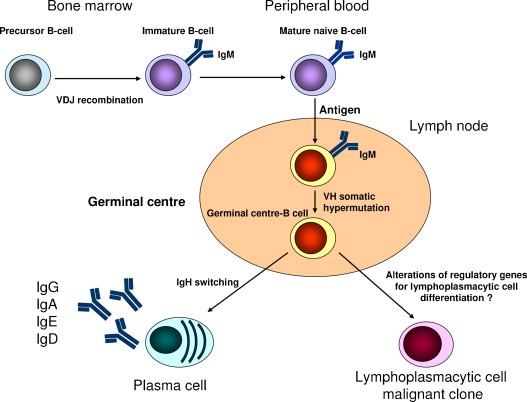 Bone marrow
Peripheral blood
Precursor B-cell
Immature B-cell
Mature naive B-cell
IgM
IgM
VDJ recombination
Antigen
Lymph node
IgM
Germinal centre
VH somatic
hypermutation
Germinal centre-B cell
IgH switching
Alterations of regulatory genes
for lymphoplasmacytic cell
differentiation ?
IgG
IgA
IgE
IgD
Plasma cell
Lymphoplasmacytic cell
malignant clone